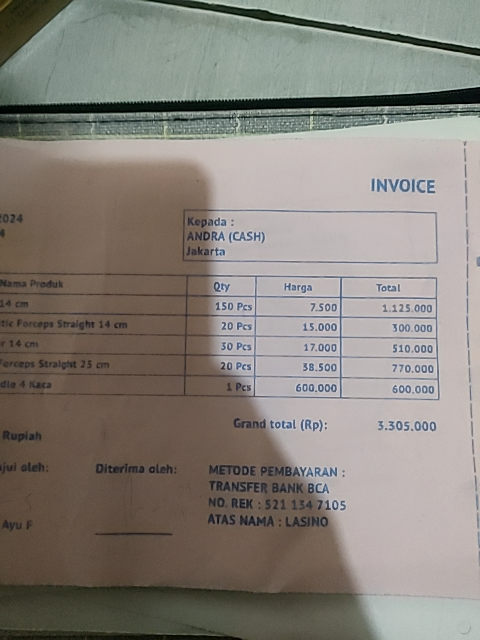 INVOICE
2024
4
Kepada :
ANDRA (CASH)
Jakarta
Nama Produk Qty Harga Total
14 cm 150 Pcs 7.500 1.125.000
tic Forceps Straight 14 cm 20 Pcs 15.000 300.000
r 14 cm 30 Pcs 17.000 510.000
Forceps Straight 25 cm 20 Pcs 38.500 770.000
4 Kaca 1 Pcs 600.000 600.000
Grand total (Rp): 3.305.000
Rupiah
ujui oleh: Diterima oleh:
METODE PEMBAYARAN :
TRANSFER BANK BCA
NO. REK : 521 134 7105
ATAS NAMA : LASINO
Ayu F